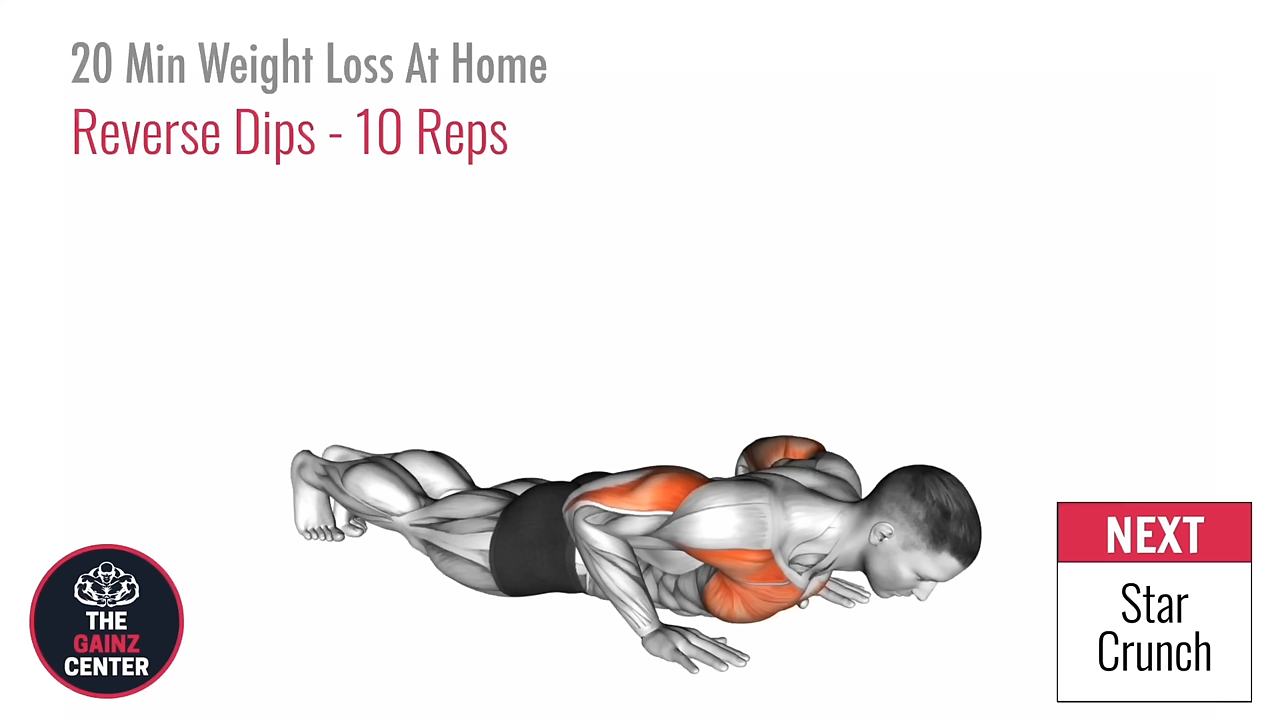 20 Min Weight Loss At Home
Reverse Dips - 10 Reps
THE
GAINZ
CENTER
NEXT
Star
Crunch